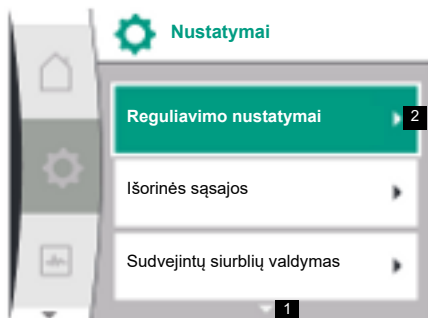 Nustatymai
Reguliavimo nustatymai
2
Išorinės sąsajos
Sudvejintų siurblių valdymas
1